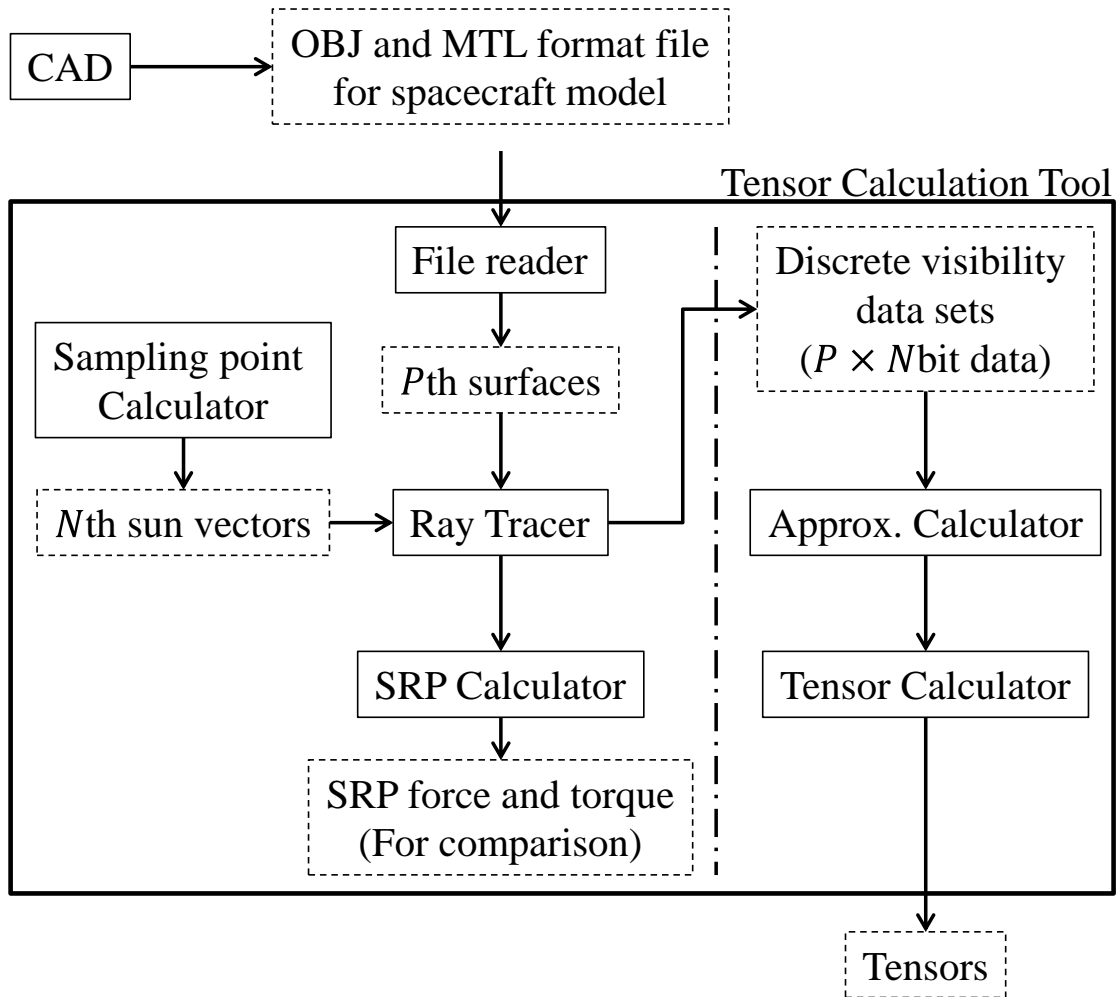 CAD
OBJ and MTL format file
for spacecraft model
Tensor Calculation Tool
File reader
Discrete visibility
data sets
(P × Nbit data)
Sampling point
Calculator
Pth surfaces
Nth sun vectors
Ray Tracer
Approx. Calculator
SRP Calculator
Tensor Calculator
SRP force and torque
(For comparison)
Tensors